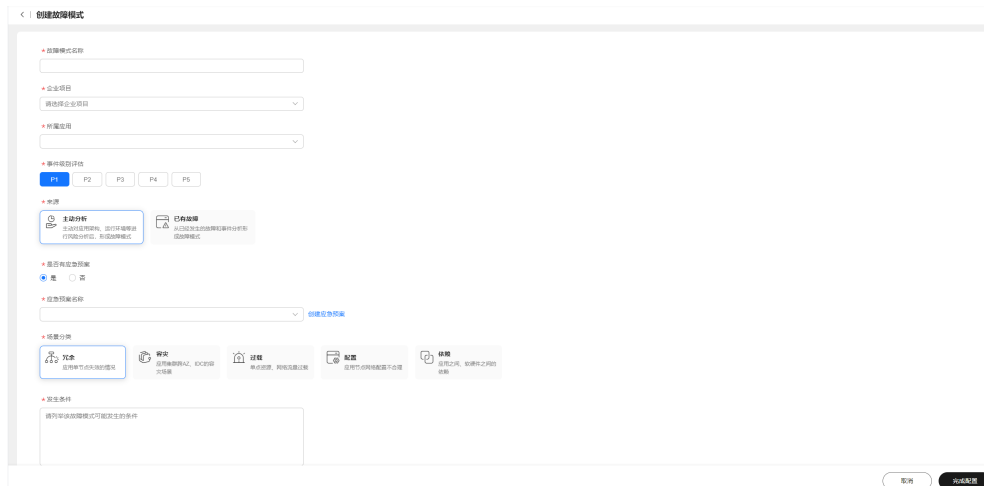 创建故障模式
* 故障模式名称
* 企业项目
请选择企业项目
* 所属应用
* 事件级别评估
P1 P2 P3 P4 P5
* 来源
主动分析
主动对应用架构、运行环境等进
行风险分析后，形成故障模式
已有故障
从已经发生的故障和事件分析形
成故障模式
* 是否有应急预案
是 否
* 应急预案名称
创建应急预案
* 场景分类
冗余
应用单节点失效的情况
容灾
应用集群跨AZ、IDC的容
灾场景
过载
单点资源、网络流量过载
配置
应用节点网络配置不合理
依赖
应用之间、软硬件之间的
依赖
* 发生条件
请列举该故障模式可能发生的条件
取消 完成配置